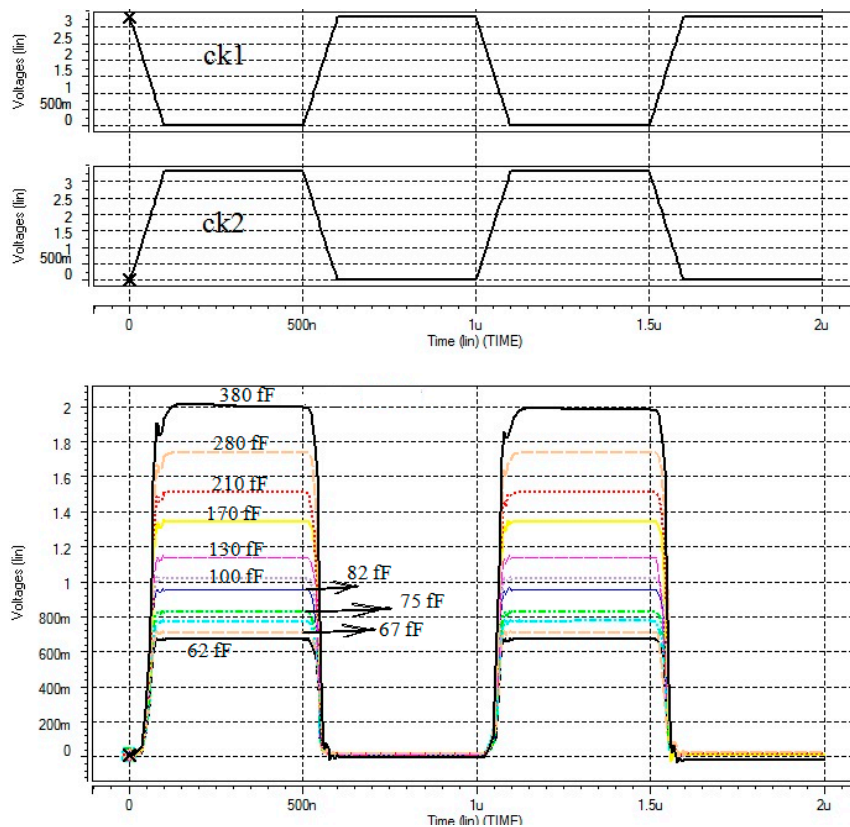 3
2.5
2
1.5
1
500m
0
Voltages (lin)
ck1
3
2.5
2
1.5
1
500m
0
Voltages (lin)
ck2
0 500n 1u 1.5u 2u
Time (lin) (TIME)
2
1.8
1.6
1.4
1.2
1
800m
600m
400m
200m
0
Voltages (lin)
380 fF
280 fF
210 fF
170 fF
130 fF
100 fF
82 fF
75 fF
67 fF
62 fF
0 500n 1u 1.5u 2u
Time (lin) (TIME)